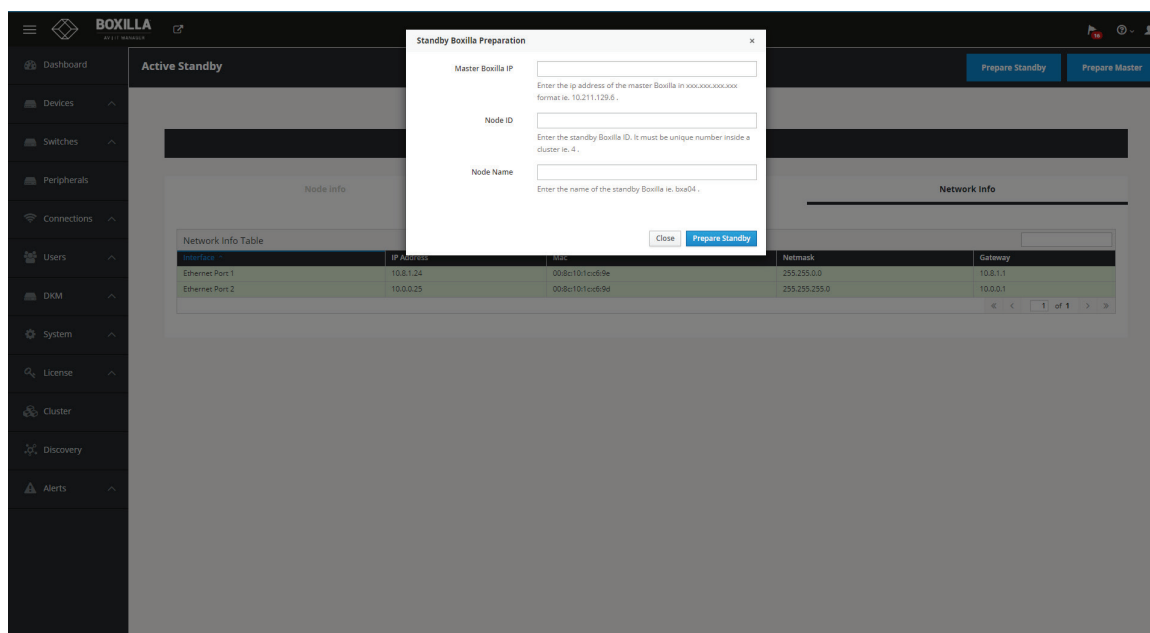 BOXILLA
Standby Boxilla Preparation ×
16
Dashboard
Active Standby
Prepare Standby Prepare Master
Master Boxilla IP
Enter the ip address of the master Boxilla in xxx.xxx.xxx.xxx
format ie. 10.211.129.6 .
Devices
Node ID
Enter the standby Boxilla ID. It must be unique number inside a
cluster ie. 4 .
Switches
Node Name
Enter the name of the standby Boxilla ie. bxa04 .
Peripherals
Node Info
Network Info
Connections
Close Prepare Standby
Network Info Table
Users
Interface IP Address Mac Netmask Gateway
Ethernet Port 1 10.8.1.24 00:8c:10:1c:c6:9e 255.255.0.0 10.8.1.1
Ethernet Port 2 10.0.0.25 00:8c:10:1c:c6:9d 255.255.255.0 10.0.0.1
DKM
« < 1 of 1 > »
System
License
Cluster
Discovery
Alerts